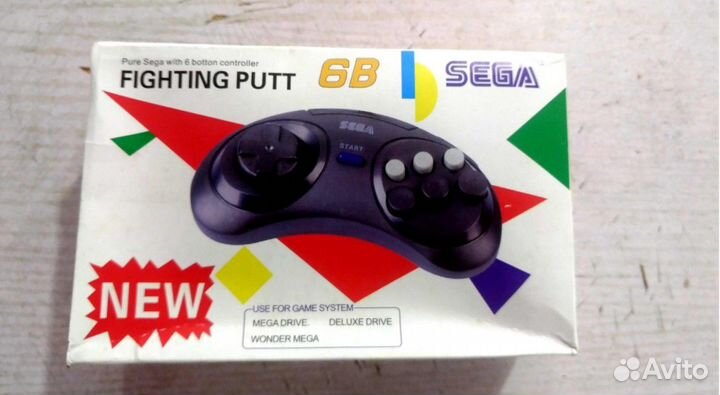 Pure Sega with 6 botton controller
FIGHTING PUTT 6B SEGA
SEGA
START
NEW
USE FOR GAME SYSTEM
MEGA DRIVE. DELUXE DRIVE
WONDER MEGA
Avito